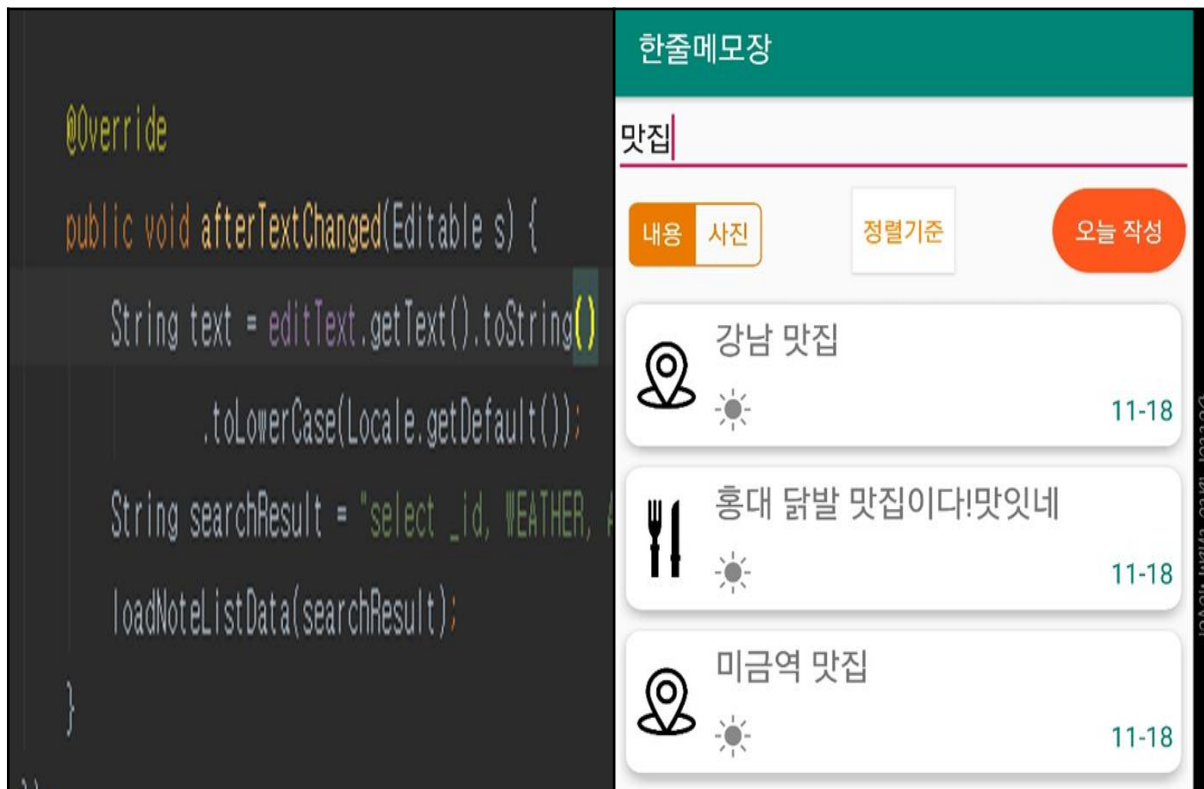 @Override
public void afterTextChanged(Editable s) {
String text = editText.getText().toString()
.toLowerCase(Locale.getDefault());
String searchResult = "select _id, WEATHER,
loadNoteListData(searchResult);
}
한줄메모장
맛집
내용 사진 정렬기준 오늘 작성
강남 맛집
11-18
홍대 닭발 맛집이다!맛잇네
11-18
미금역 맛집
11-18